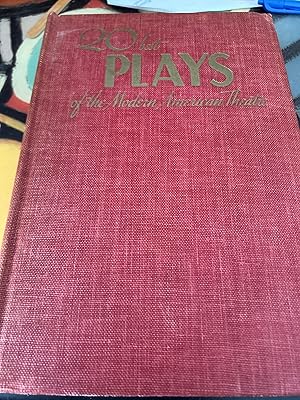 20 best
PLAYS
of the Modern American Theatre